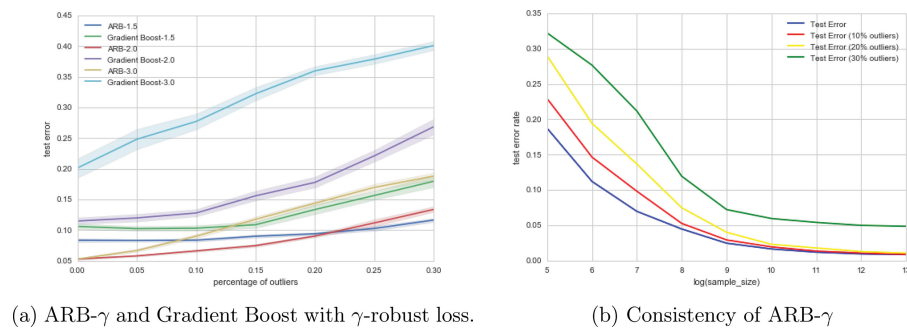 ARB-1.5
Gradient Boost-1.5
ARB-2.0
Gradient Boost-2.0
ARB-3.0
Gradient Boost-3.0
0.45
0.40
0.35
0.30
0.25
0.20
0.15
0.10
0.05
test error
0.00 0.05 0.10 0.15 0.20 0.25 0.30
percentage of outliers
Test Error
Test Error (10% outliers)
Test Error (20% outliers)
Test Error (30% outliers)
0.35
0.30
0.25
0.20
0.15
0.10
0.05
0.00
test error rate
5 6 7 8 9 10 11 12
log(sample_size)
(a) ARB-γ and Gradient Boost with γ-robust loss.
(b) Consistency of ARB-γ